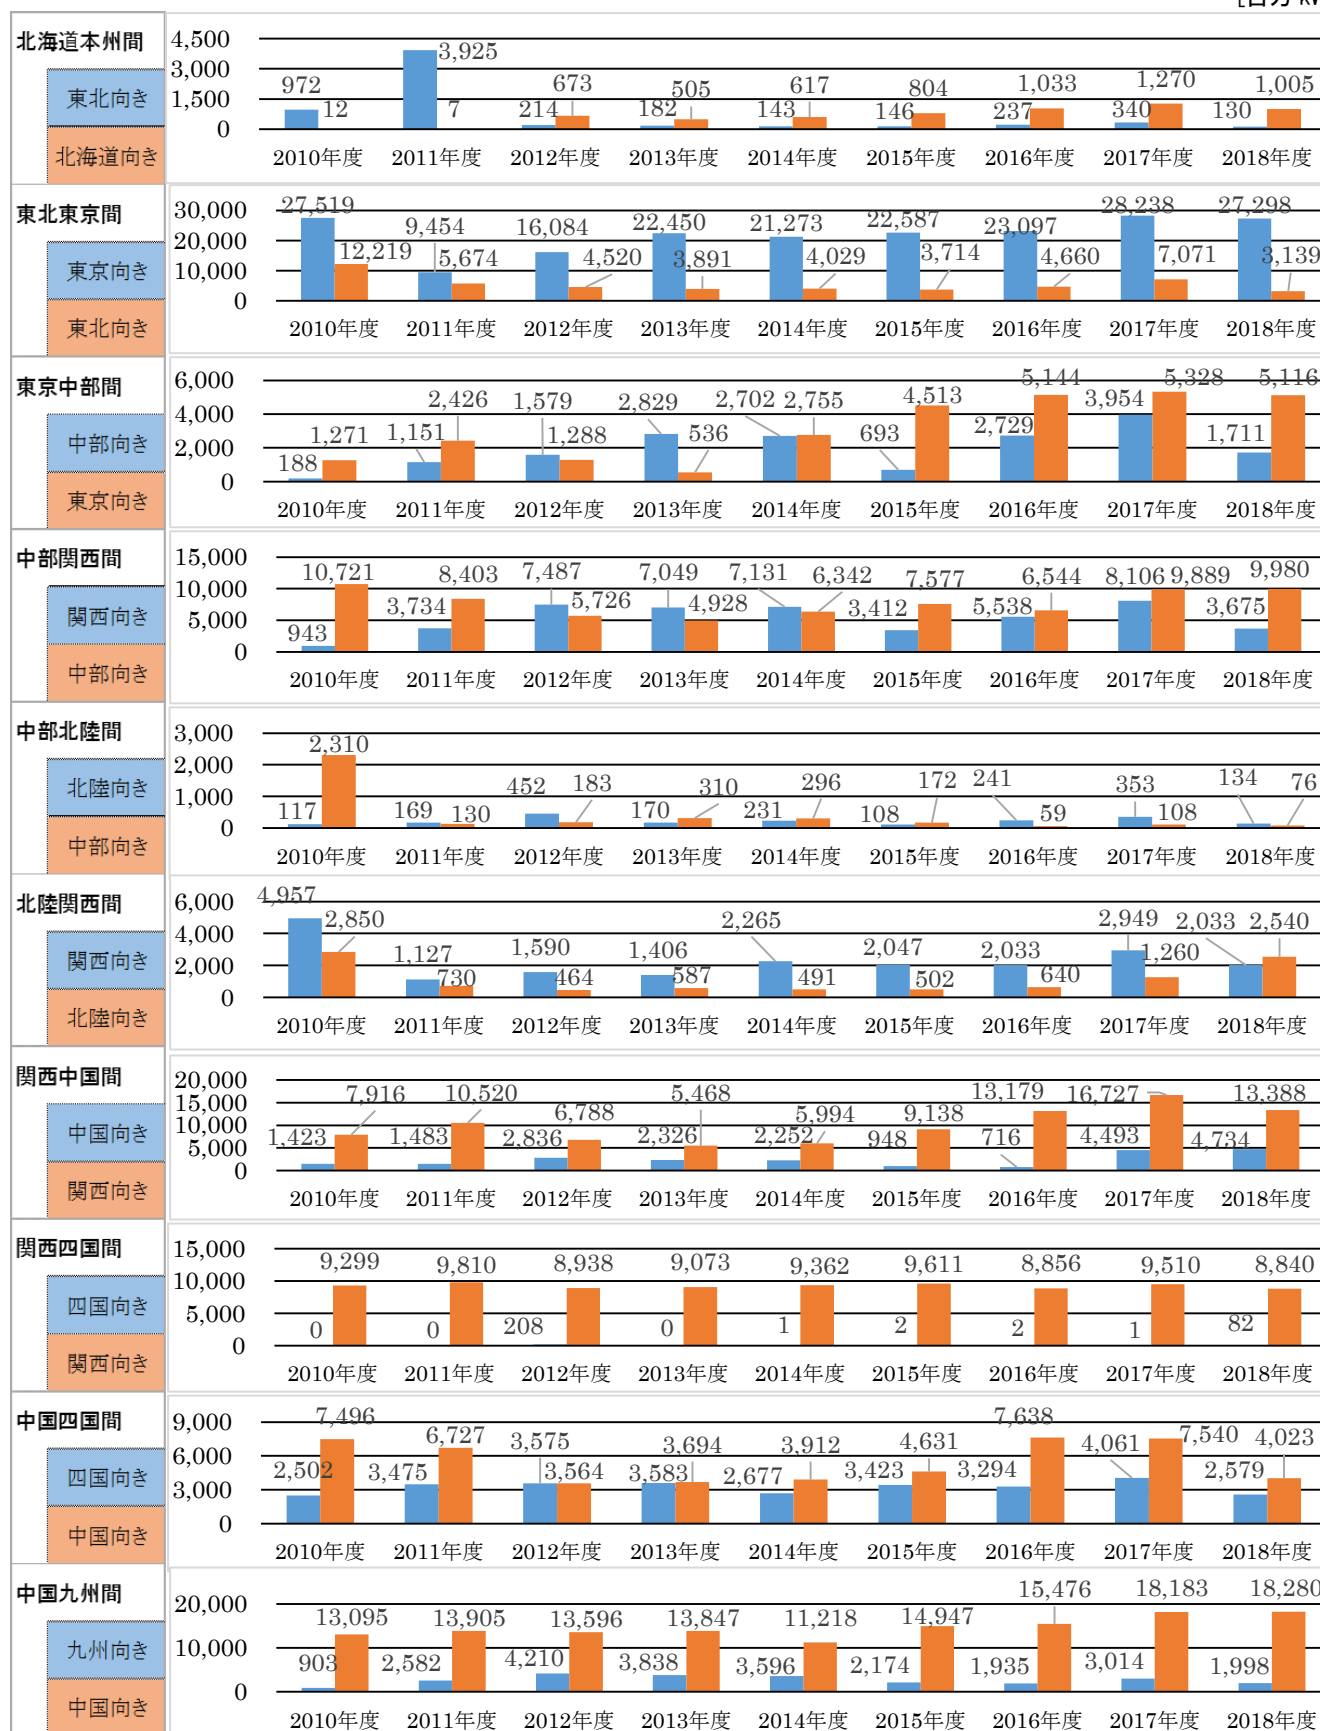 [百万kW
北海道本州間
東北向き
北海道向き
4,500
3,000
1,500
0
972 12 3,925 7 214 673 182 505 143 617 146 804 237 1,033 340 1,270 130 1,005
2010年度 2011年度 2012年度 2013年度 2014年度 2015年度 2016年度 2017年度 2018年度
東北東京間
東京向き
東北向き
30,000
20,000
10,000
0
27,519 12,219 9,454 5,674 16,084 4,520 22,450 3,891 21,273 4,029 22,587 3,714 23,097 4,660 28,238 7,071 27,298 3,139
2010年度 2011年度 2012年度 2013年度 2014年度 2015年度 2016年度 2017年度 2018年度
東京中部間
中部向き
東京向き
6,000
4,000
2,000
0
188 1,271 1,151 2,426 1,579 1,288 2,829 536 2,702 2,755 693 4,513 2,729 5,144 3,954 5,328 1,711 5,116
2010年度 2011年度 2012年度 2013年度 2014年度 2015年度 2016年度 2017年度 2018年度
中部関西間
関西向き
中部向き
15,000
10,000
5,000
0
943 10,721 3,734 8,403 7,487 5,726 7,049 4,928 7,131 6,342 3,412 7,577 5,538 6,544 8,106 9,889 3,675 9,980
2010年度 2011年度 2012年度 2013年度 2014年度 2015年度 2016年度 2017年度 2018年度
中部北陸間
北陸向き
中部向き
3,000
2,000
1,000
0
117 2,310 169 130 452 183 170 310 231 296 108 172 241 59 353 108 134 76
2010年度 2011年度 2012年度 2013年度 2014年度 2015年度 2016年度 2017年度 2018年度
北陸関西間
関西向き
北陸向き
6,000
4,000
2,000
0
4,957 2,850 1,127 730 1,590 464 1,406 587 2,265 491 2,047 502 2,033 640 2,949 1,260 2,033 2,540
2010年度 2011年度 2012年度 2013年度 2014年度 2015年度 2016年度 2017年度 2018年度
関西中国間
中国向き
関西向き
20,000
15,000
10,000
5,000
0
1,423 7,916 1,483 10,520 2,836 6,788 2,326 5,468 2,252 5,994 948 9,138 716 13,179 4,493 16,727 4,734 13,388
2010年度 2011年度 2012年度 2013年度 2014年度 2015年度 2016年度 2017年度 2018年度
関西四国間
四国向き
関西向き
15,000
10,000
5,000
0
0 9,299 0 9,810 208 8,938 0 9,073 1 9,362 2 9,611 2 8,856 1 9,510 82 8,840
2010年度 2011年度 2012年度 2013年度 2014年度 2015年度 2016年度 2017年度 2018年度
中国四国間
四国向き
中国向き
9,000
6,000
3,000
0
2,502 7,496 3,475 6,727 3,575 3,564 3,583 3,694 2,677 3,912 3,423 4,631 3,294 7,638 4,061 7,540 2,579 4,023
2010年度 2011年度 2012年度 2013年度 2014年度 2015年度 2016年度 2017年度 2018年度
中国九州間
九州向き
中国向き
20,000
10,000
0
903 13,095 2,582 13,905 4,210 13,596 3,838 13,847 3,596 11,218 2,174 14,947 1,935 15,476 3,014 18,183 1,998 18,280
2010年度 2011年度 2012年度 2013年度 2014年度 2015年度 2016年度 2017年度 2018年度